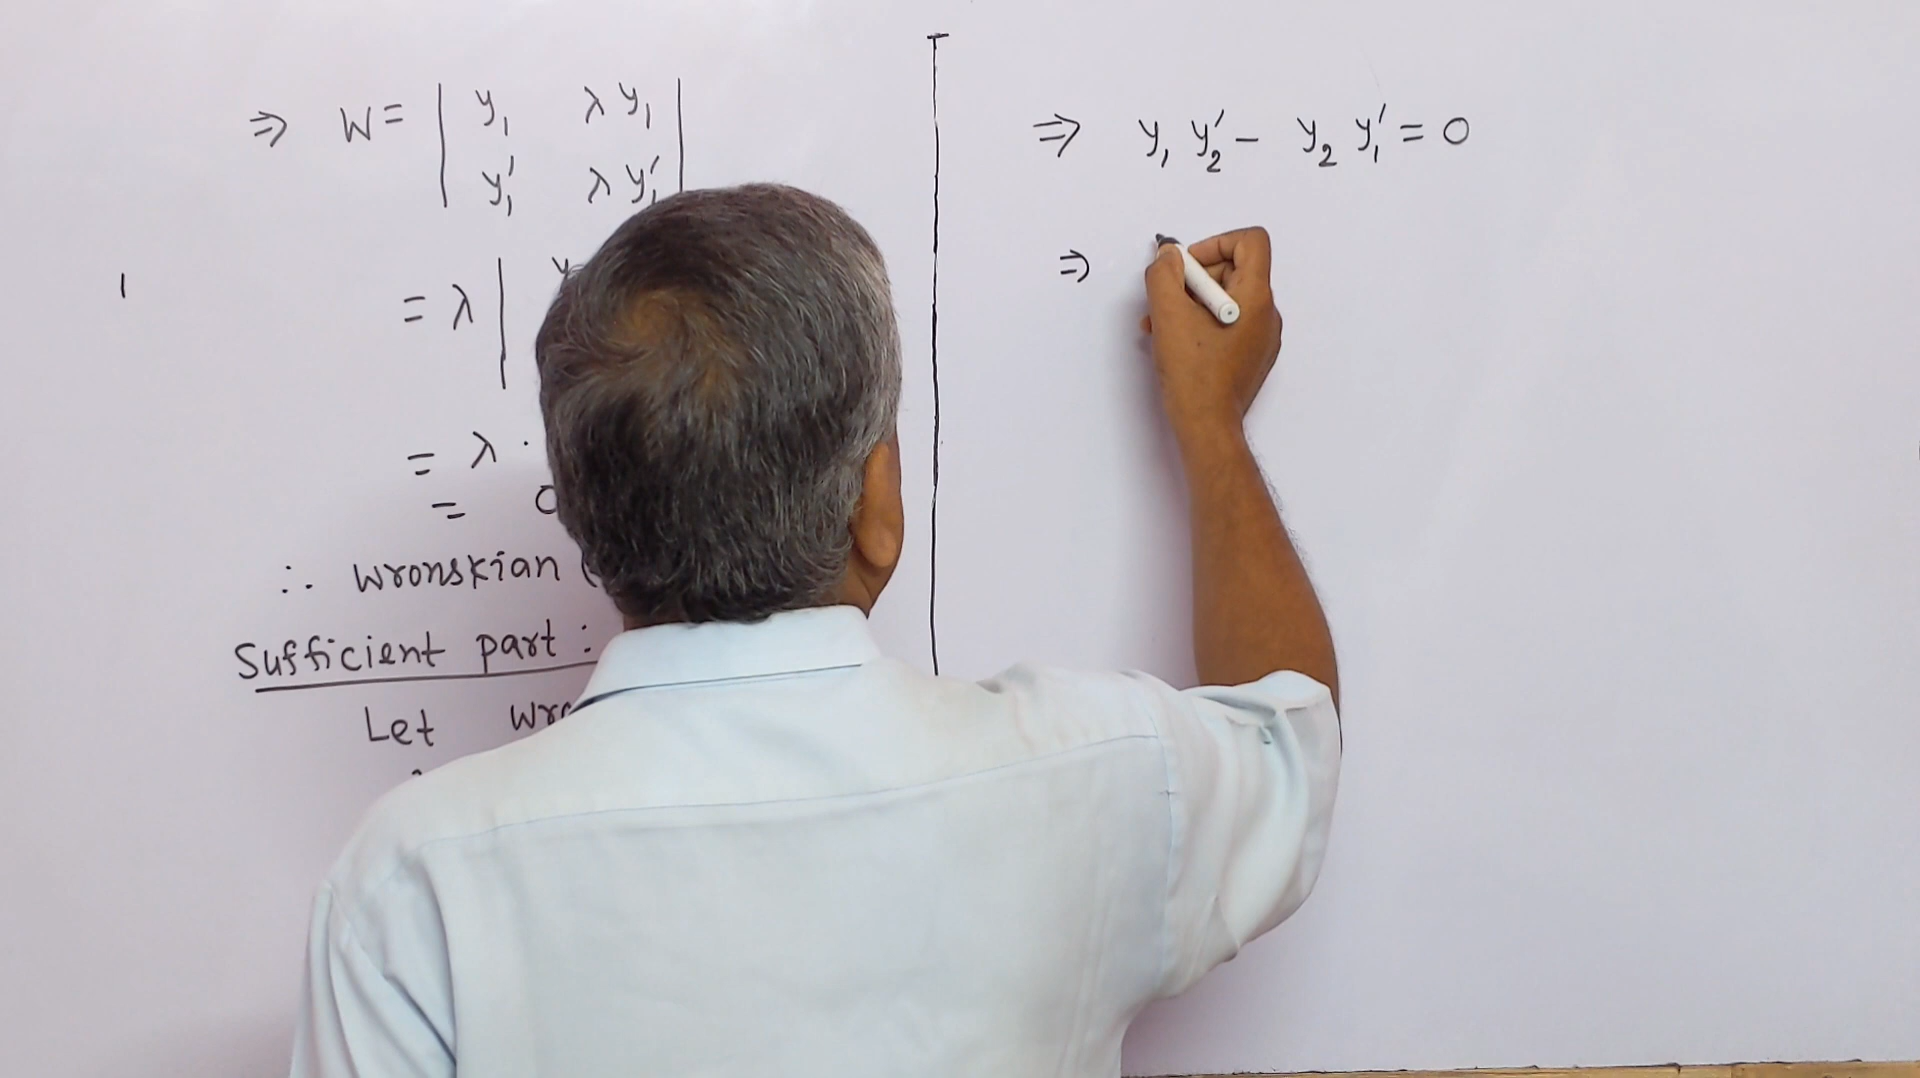 ⇒ W = | y₁ λy₁ |
| y₁′ λy₁′
= λ |
= λ ·
= 0
∴ Wronskian
Sufficient part :
Let
⇒ y₁ y₂′ - y₂ y₁′ = 0
⇒